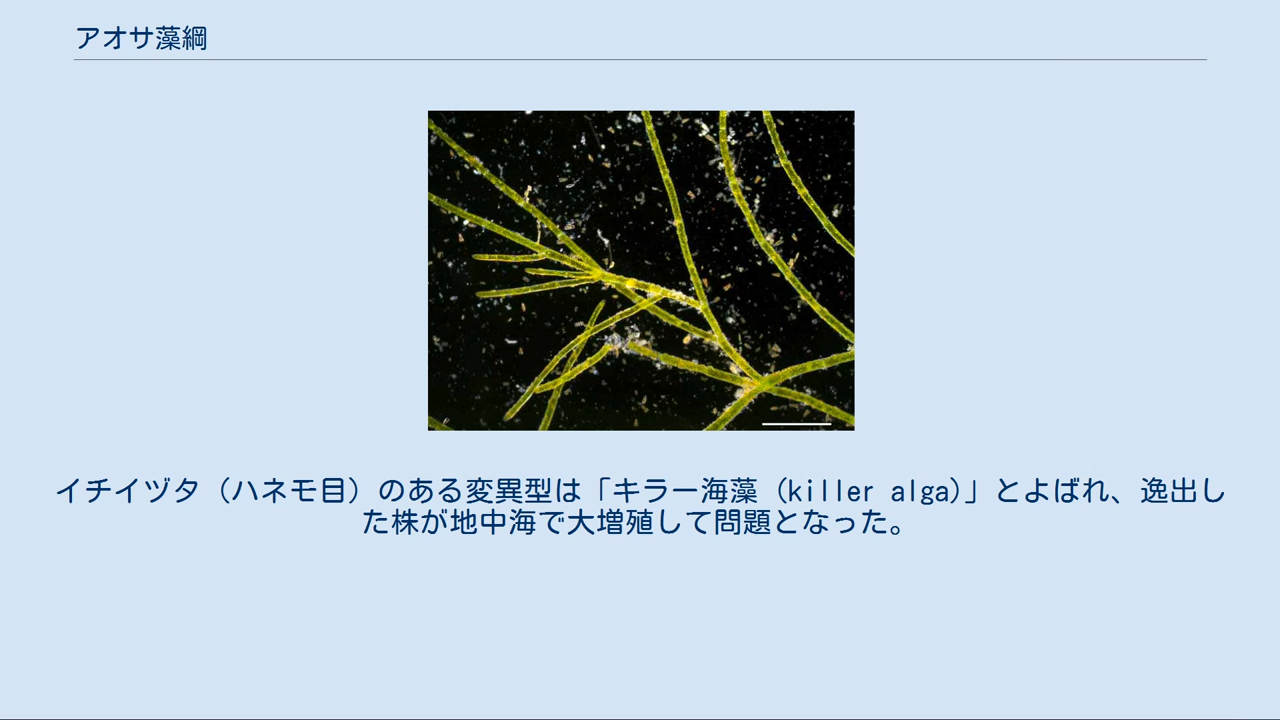 アオサ藻綱
イチイヅタ（ハネモ目）のある変異型は「キラー海藻（killer alga）」とよばれ、逸出し
た株が地中海で大増殖して問題となった。